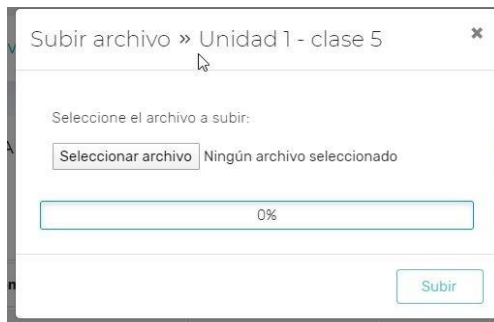 Subir archivo » Unidad 1 - clase 5
Seleccione el archivo a subir:
Seleccionar archivo Ningún archivo seleccionado
0%
Subir